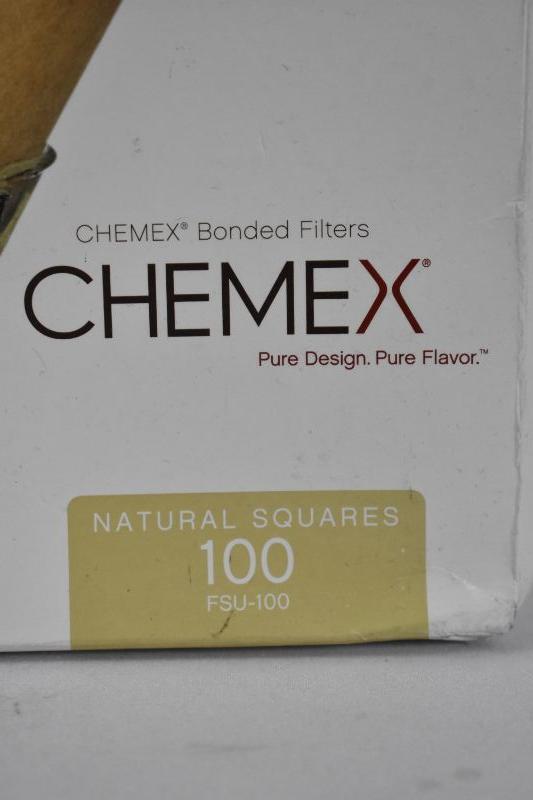 CHEMEX® Bonded Filters
CHEMEX®
Pure Design. Pure Flavor.™
NATURAL SQUARES
100
FSU-100